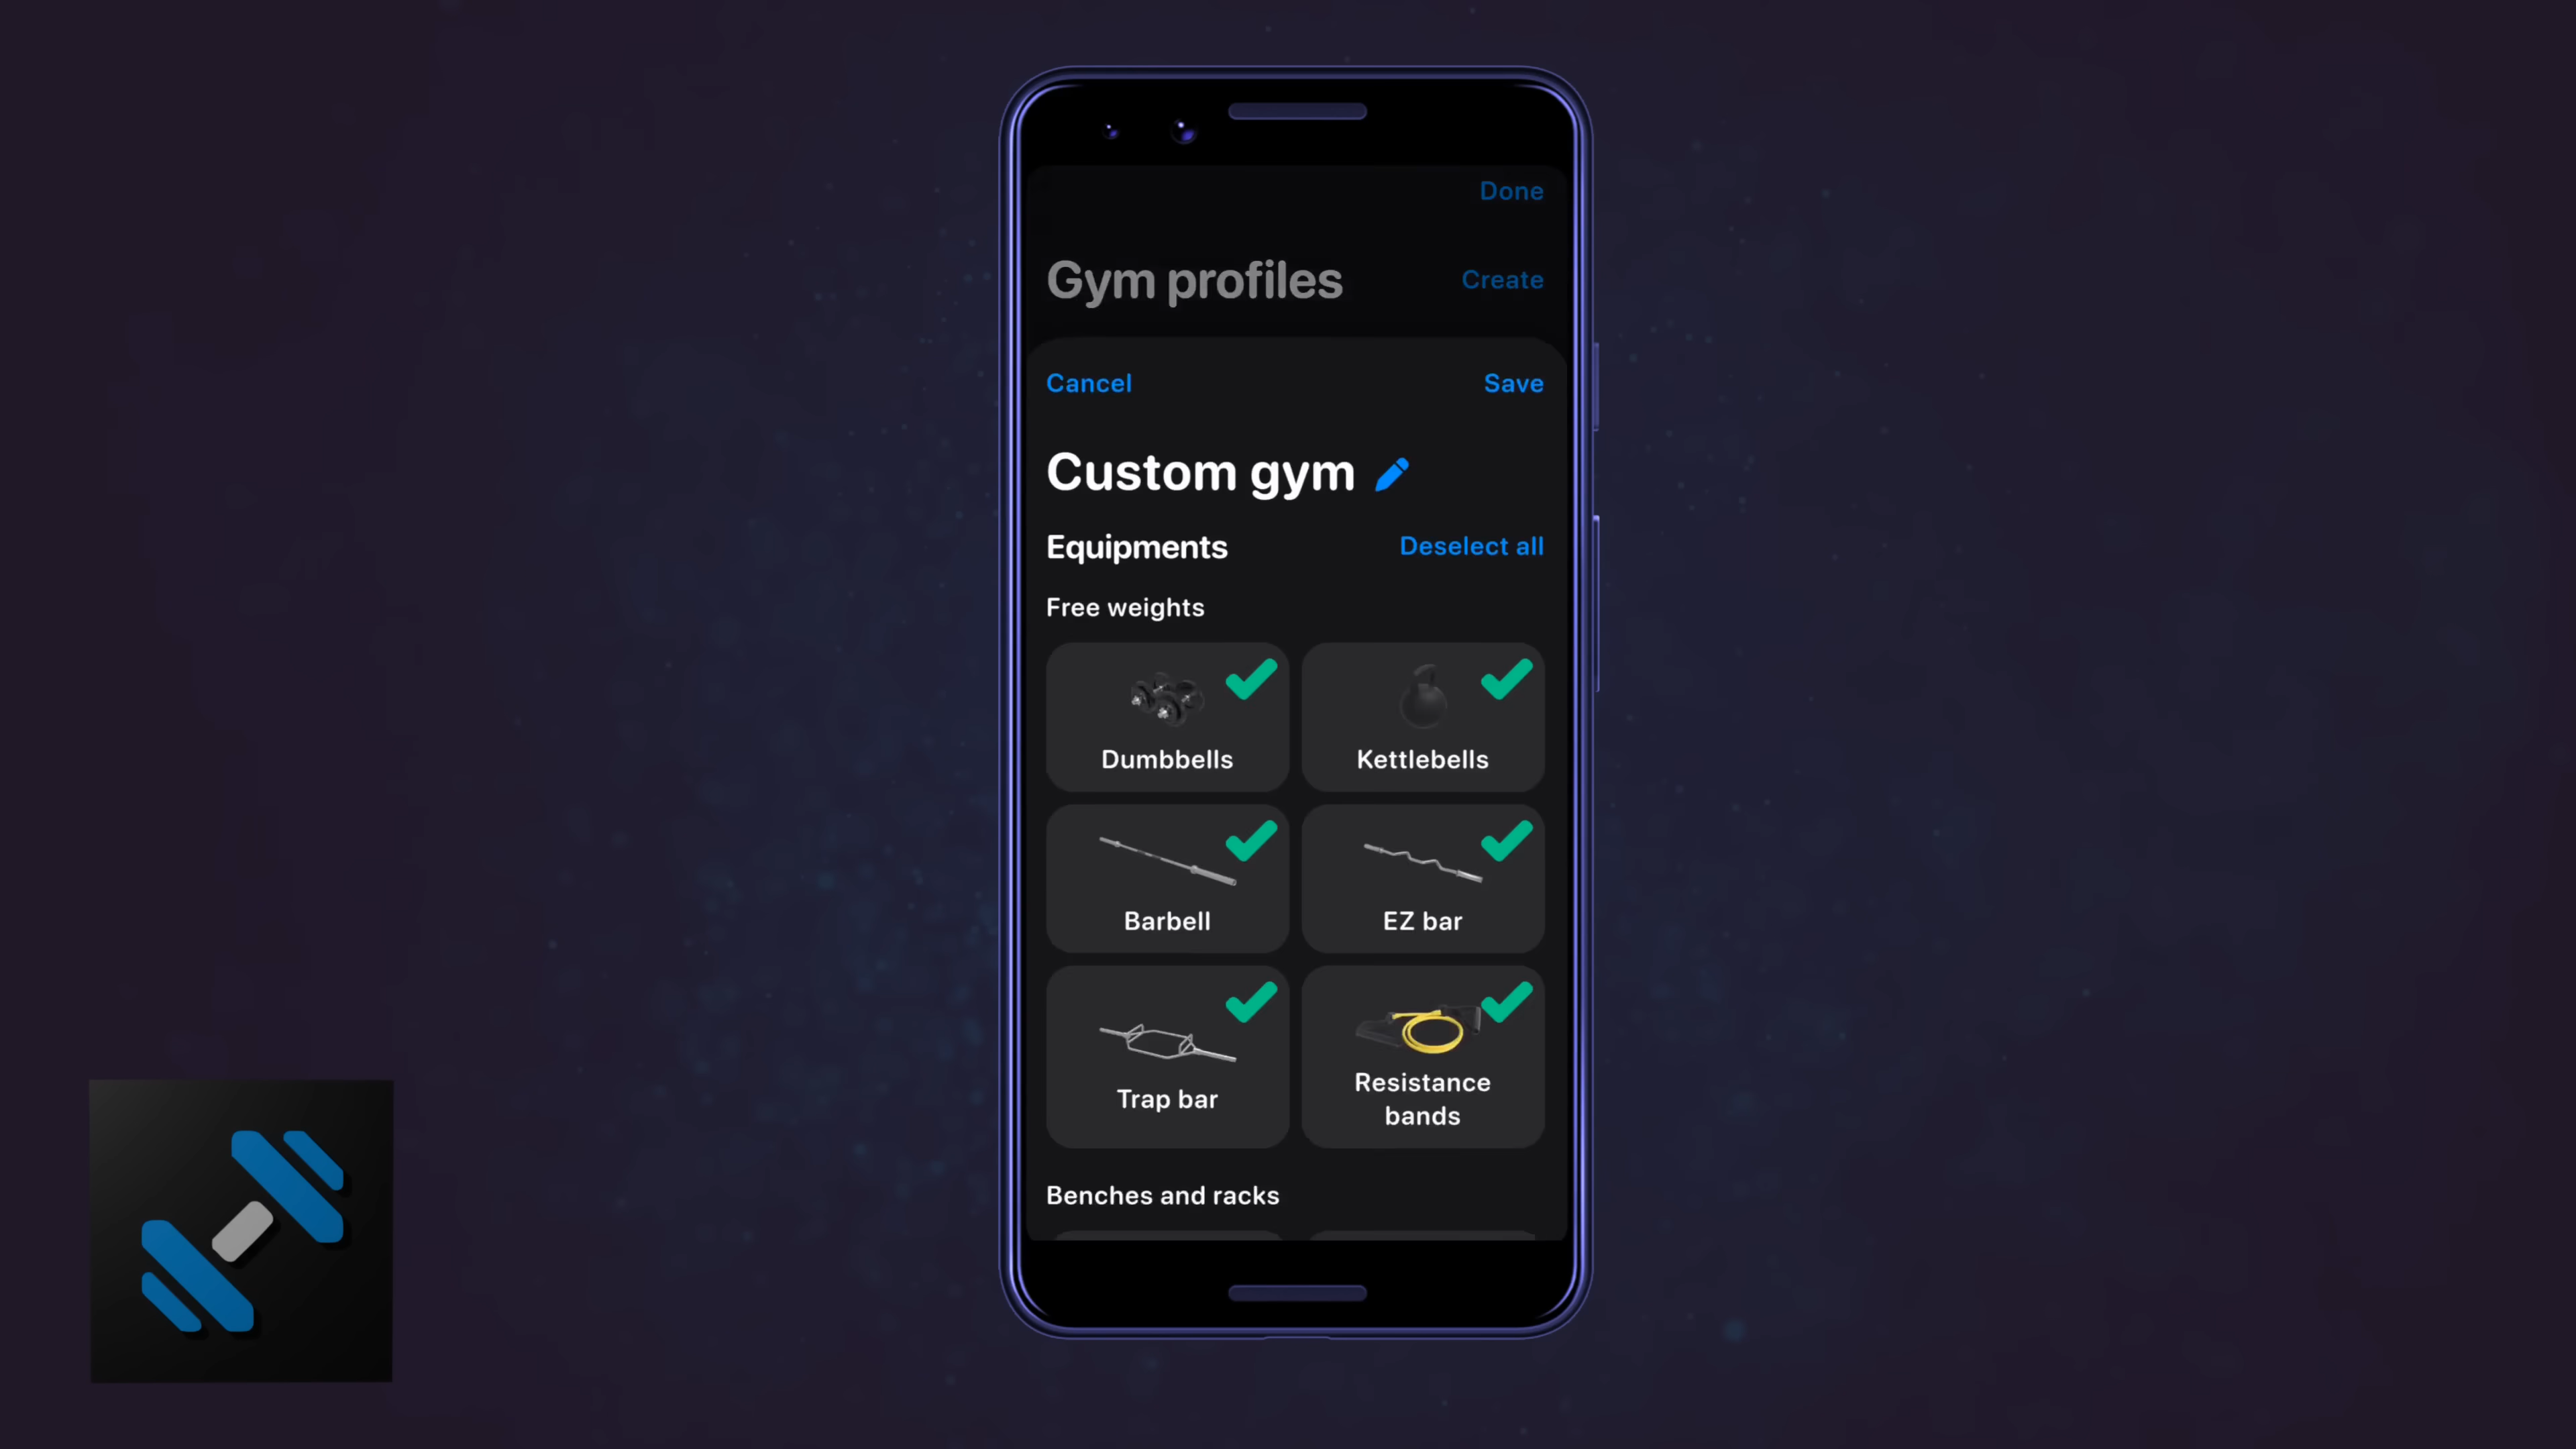 Done
Gym profiles
Create
Cancel
Save
Custom gym
Equipments
Deselect all
Free weights
Dumbbells
Kettlebells
Barbell
EZ bar
Trap bar
Resistance
bands
Benches and racks